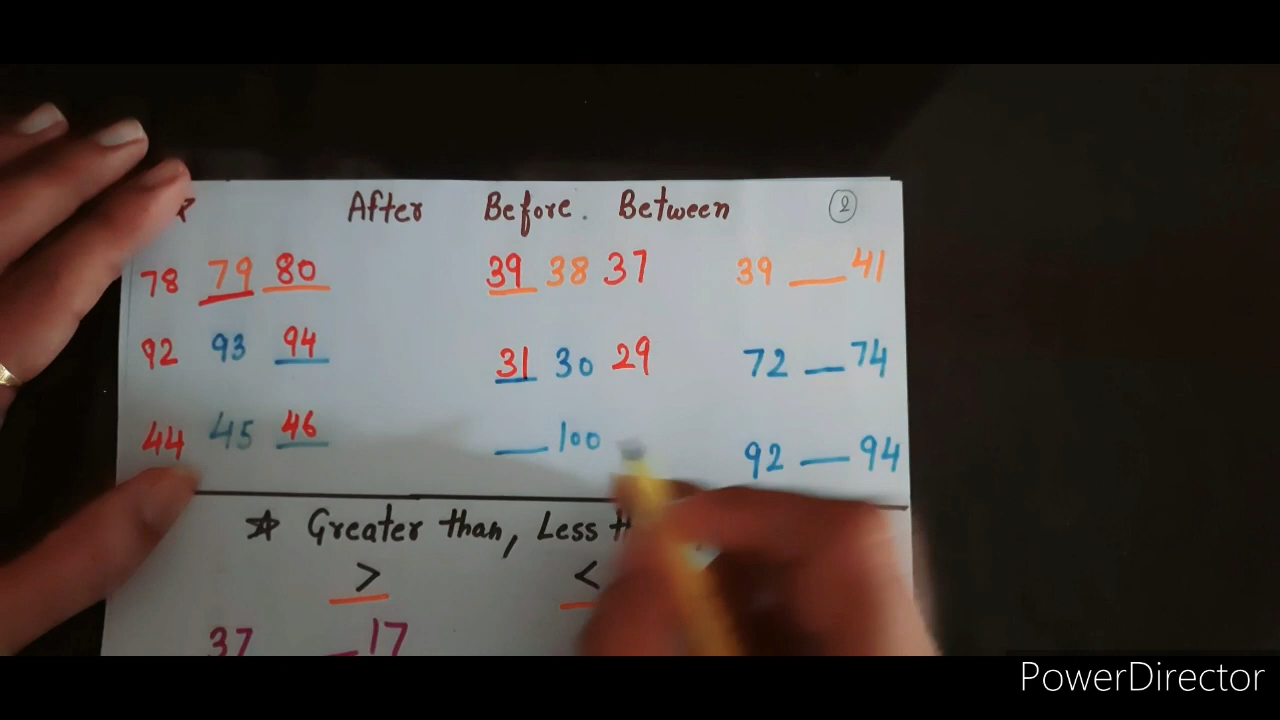 After Before. Between 2
78 79 80 39 38 37 39 __ 41
92 93 94 31 30 29 72 __ 74
44 45 46 __ 100 92 __ 94
☆ Greater than, Less
> <
37 __ 17
PowerDirector